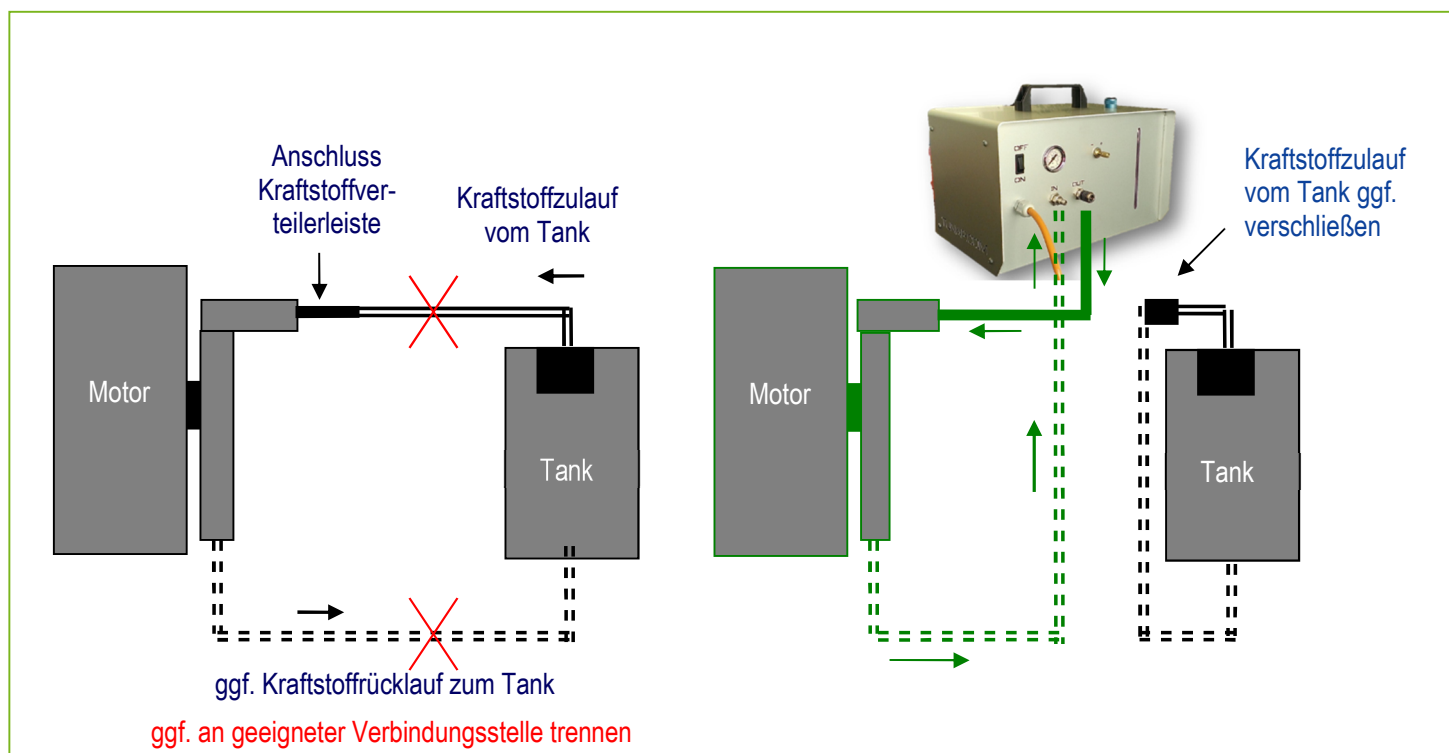 Anschluss
Kraftstoffver-
teilerleiste
Kraftstoffzulauf
vom Tank
Motor
Tank
ggf. Kraftstoffrücklauf zum Tank
ggf. an geeigneter Verbindungsstelle trennen
OFF
ON
IN
OUT
Kraftstoffzulauf
vom Tank ggf.
verschließen
Motor
Tank